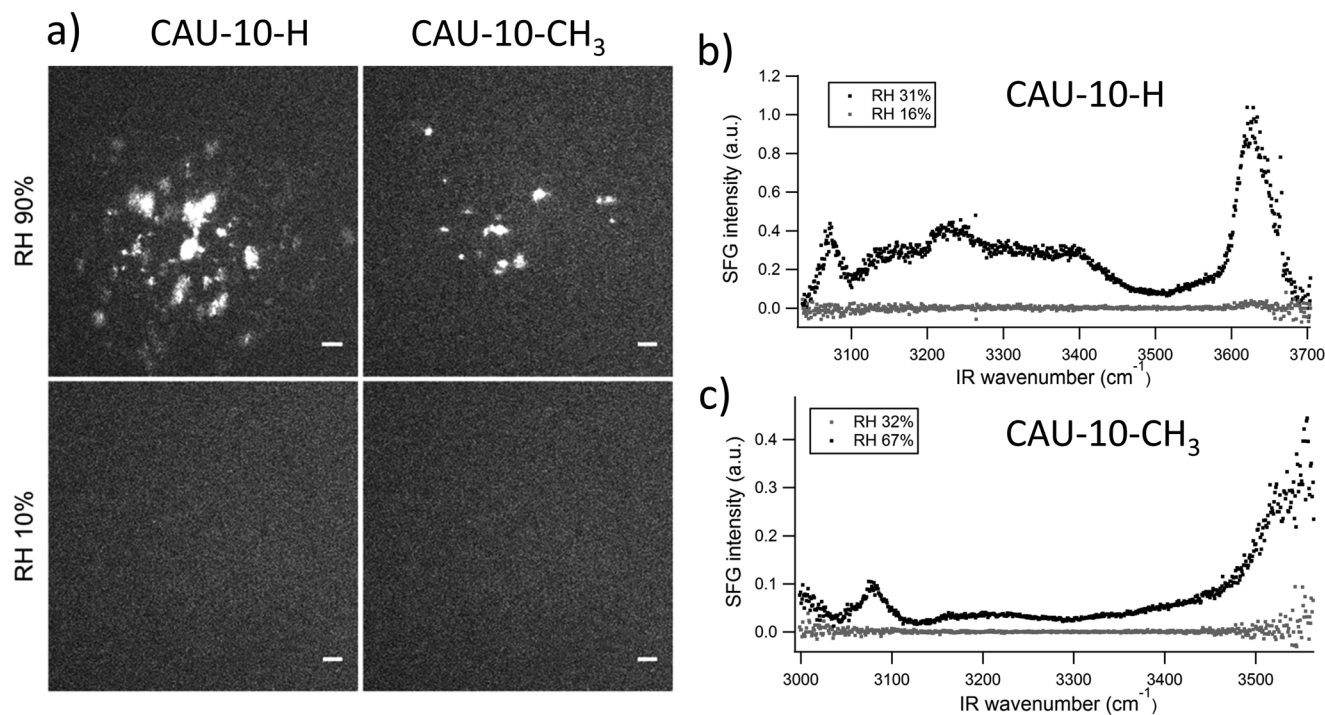 a)
CAU-10-H
CAU-10-CH3
RH 90%
RH 10%
b)
CAU-10-H
RH 31%
RH 16%
SFG intensity (a.u.)
1.2
1.0
0.8
0.6
0.4
0.2
0.0
3100
3200
3300
3400
3500
3600
3700
IR wavenumber (cm-1)
c)
CAU-10-CH3
RH 32%
RH 67%
SFG intensity (a.u.)
0.4
0.3
0.2
0.1
0.0
3000
3100
3200
3300
3400
3500
IR wavenumber (cm-1)